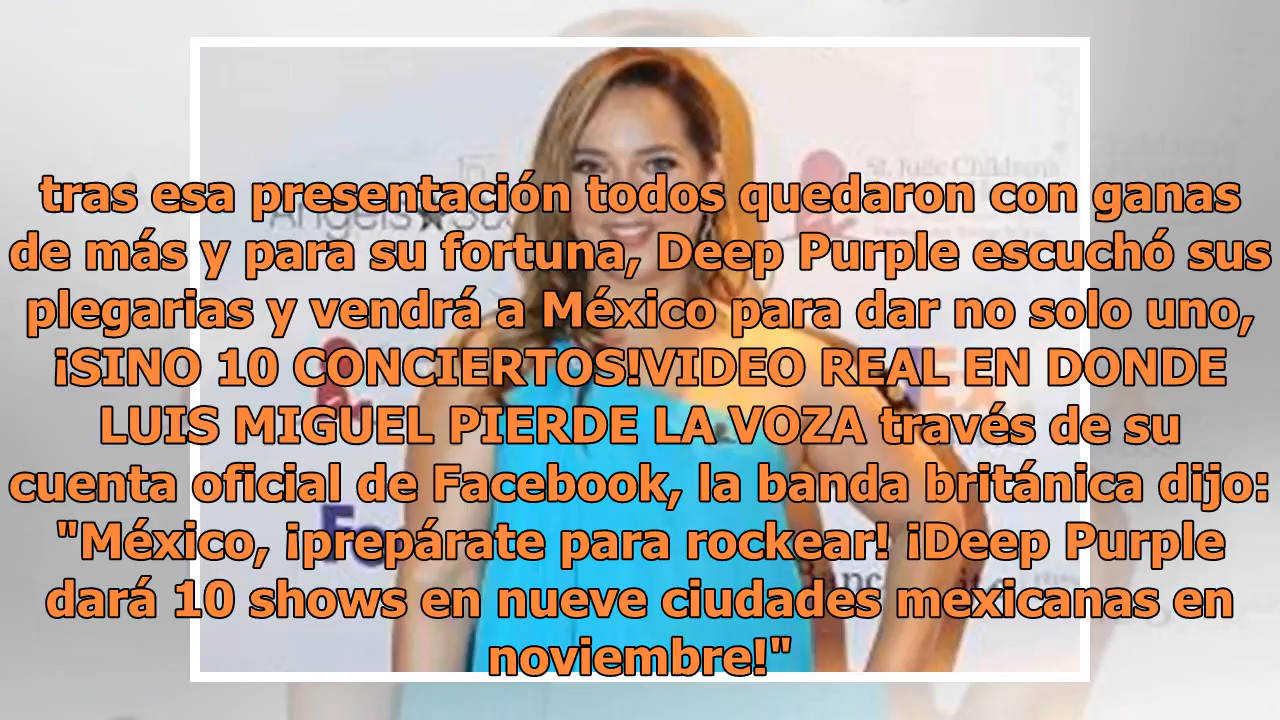 tras esa presentación todos quedaron con ganas
de más y para su fortuna, Deep Purple escuchó sus
plegarias y vendrá a México para dar no solo uno,
¡SINO 10 CONCIERTOS!VIDEO REAL EN DONDE
LUIS MIGUEL PIERDE LA VOZA través de su
cuenta oficial de Facebook, la banda británica dijo:
"México, ¡prepárate para rockear! ¡Deep Purple
dará 10 shows en nueve ciudades mexicanas en
noviembre!"
St. Jude Children's